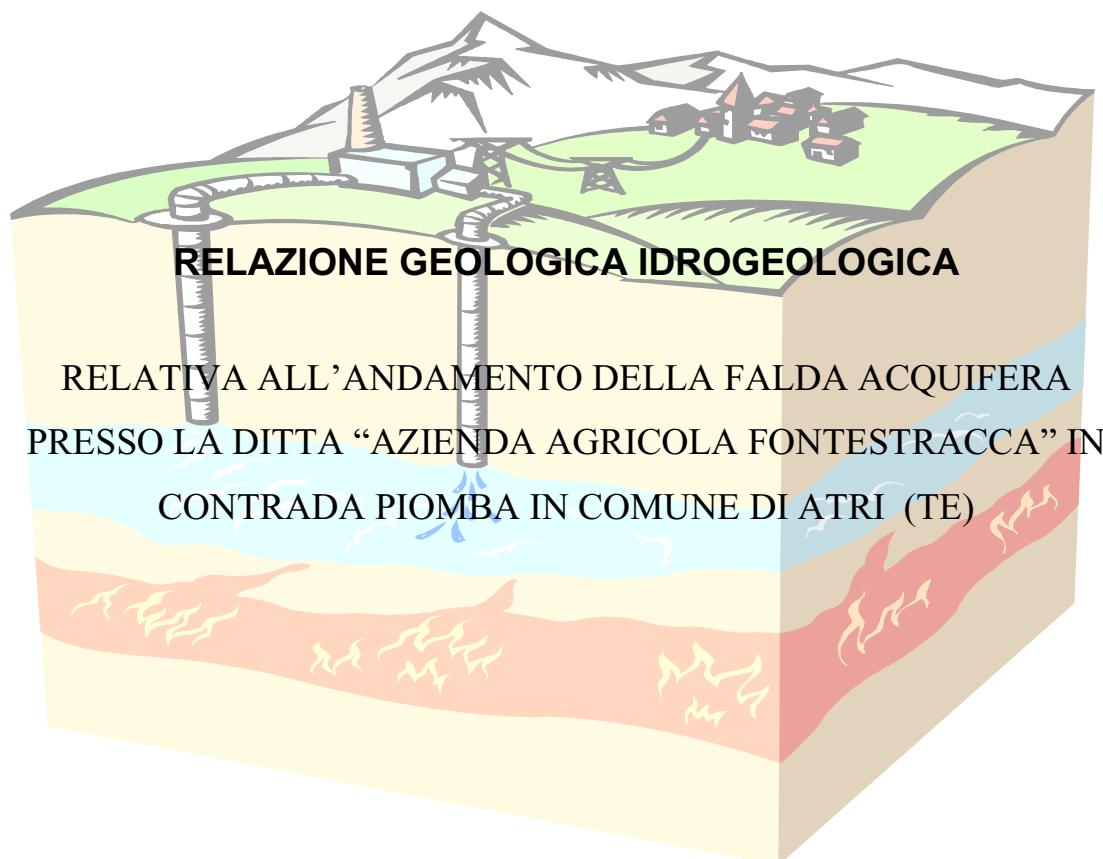 RELAZIONE GEOLOGICA IDROGEOLOGICA
RELATIVA ALL’ANDAMENTO DELLA FALDA ACQUIFERA
PRESSO LA DITTA “AZIENDA AGRICOLA FONTESTRACCA” IN
CONTRADA PIOMBA IN COMUNE DI ATRI (TE)